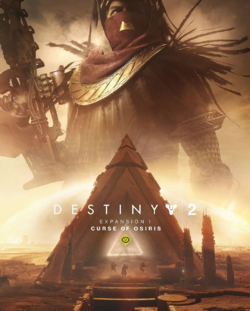 DESTINY 2
EXPANSION I
CURSE OF OSIRIS